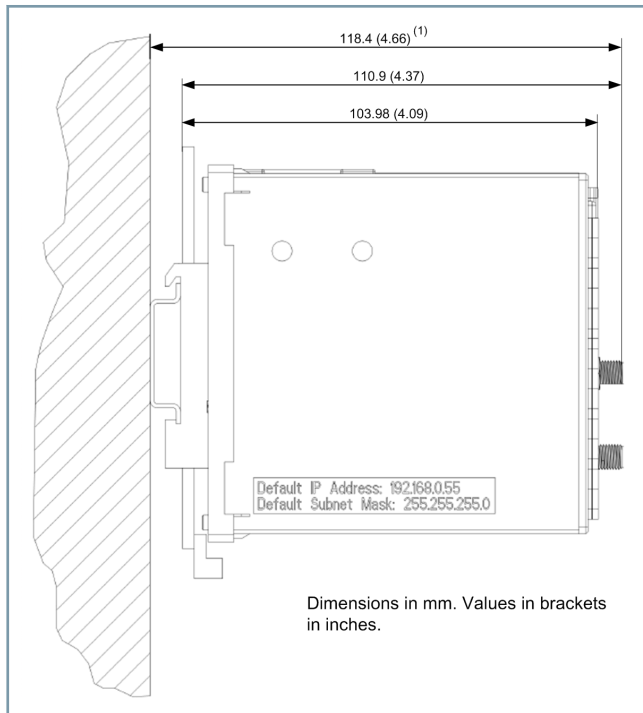 118.4 (4.66) (1)
110.9 (4.37)
103.98 (4.09)
Default IP Address: 192.168.0.55
Default Subnet Mask: 255.255.255.0
Dimensions in mm. Values in brackets
in inches.